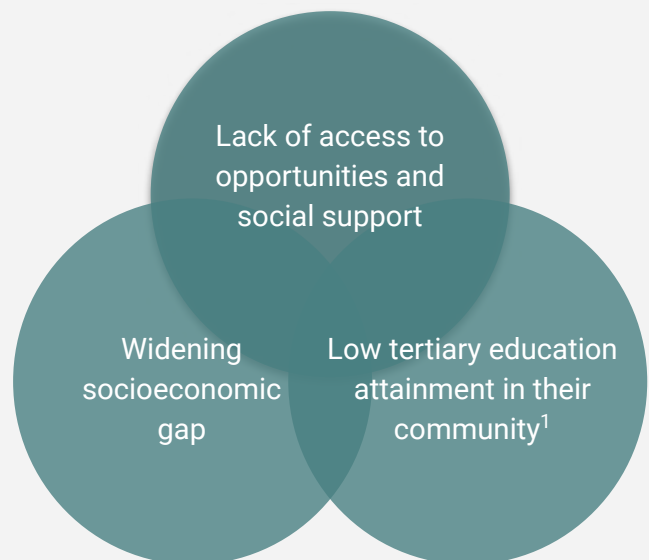 Lack of access to
opportunities and
social support
Widening
socioeconomic
gap
Low tertiary education
attainment in their
community¹